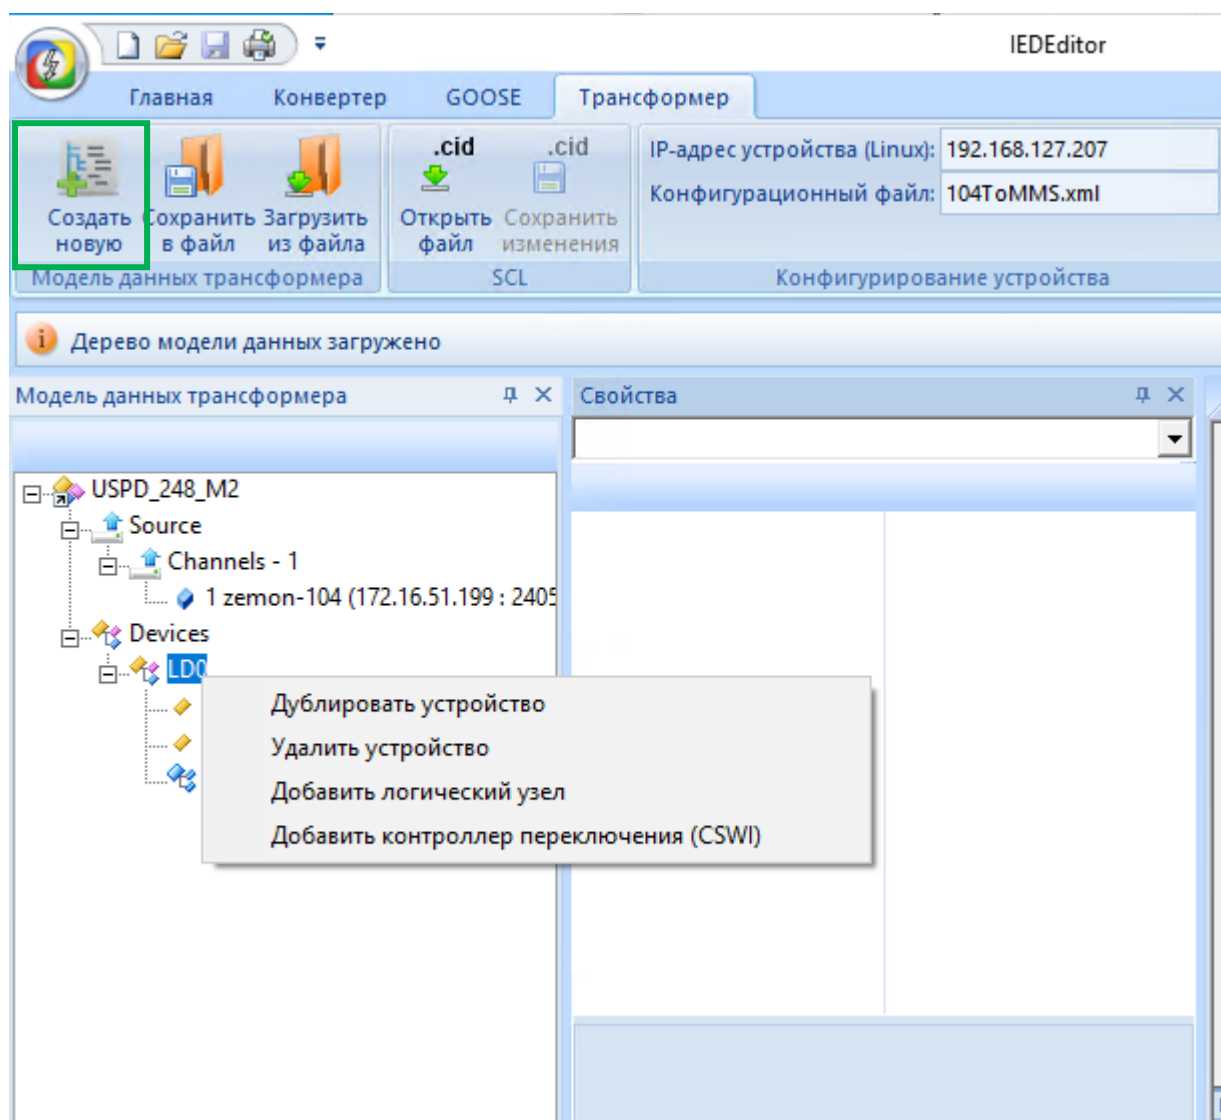 IEDEditor
Главная Конвертер GOOSE Трансформер
.cid .cid
Создать новую
Сохранить в файл
Загрузить из файла
Открыть файл
Сохранить изменения
IP-адрес устройства (Linux): 192.168.127.207
Конфигурационный файл: 104ToMMS.xml
Модель данных трансформера SCL Конфигурирование устройства
i Дерево модели данных загружено
Модель данных трансформера Свойства
USPD_248_M2
Source
Channels - 1
1 zemon-104 (172.16.51.199 : 2405
Devices
LD0
Дублировать устройство
Удалить устройство
Добавить логический узел
Добавить контроллер переключения (CSWI)